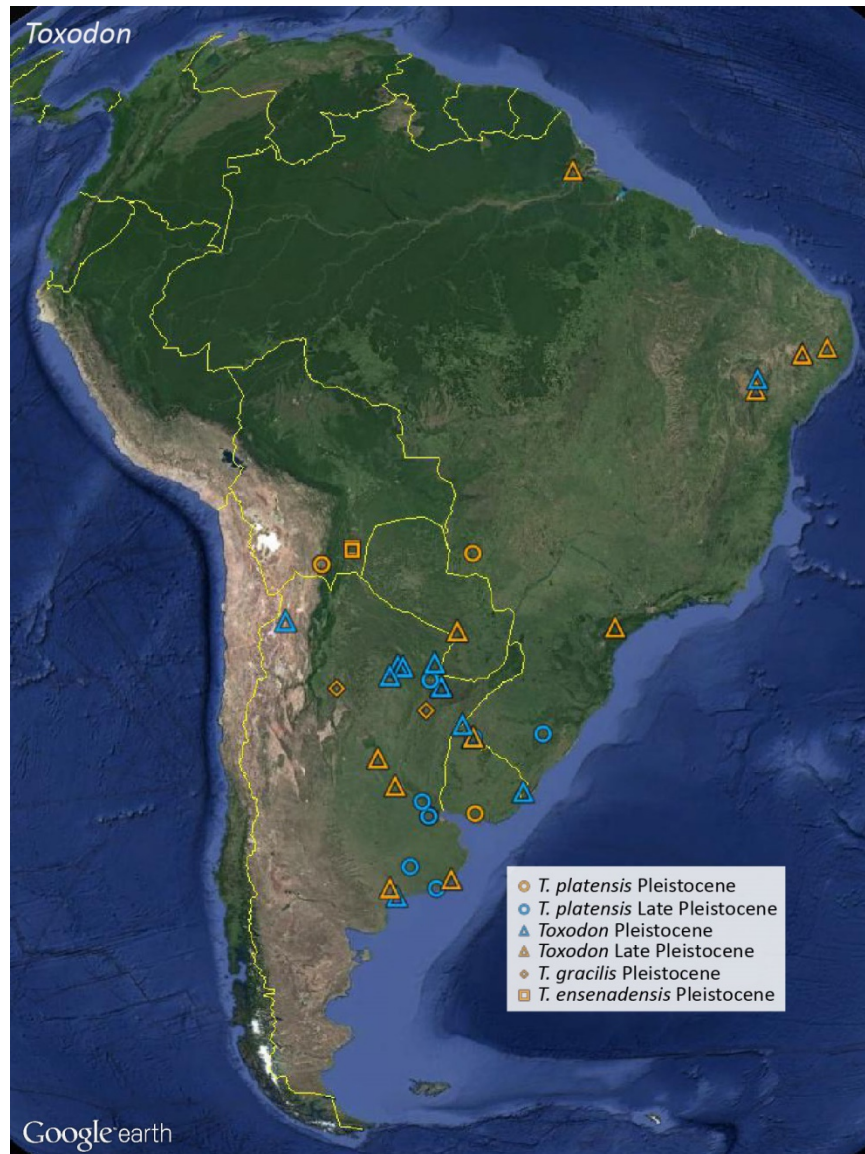 Toxodon
T. platensis Pleistocene
T. platensis Late Pleistocene
Toxodon Pleistocene
Toxodon Late Pleistocene
T. gracilis Pleistocene
T. ensenadensis Pleistocene
Google earth